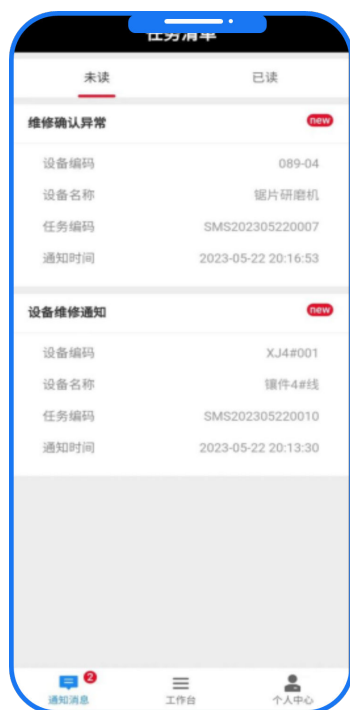 任务清单
未读 已读
维修确认异常 new
设备编码 089-04
设备名称 锯片研磨机
任务编码 SMS202305220007
通知时间 2023-05-22 20:16:53
设备维修通知 new
设备编码 XJ4#001
设备名称 镶件4#线
任务编码 SMS202305220010
通知时间 2023-05-22 20:13:30
2
通知消息 工作台 个人中心